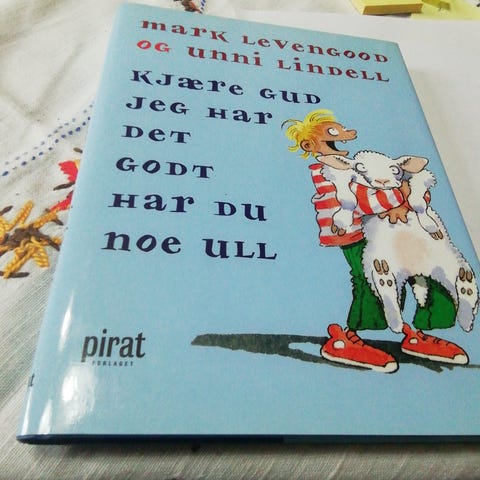 mark Levengood
og unni Lindell
Kjære gud
jeg har
det
godt
har du
noe ull
pirat
FORLAGET